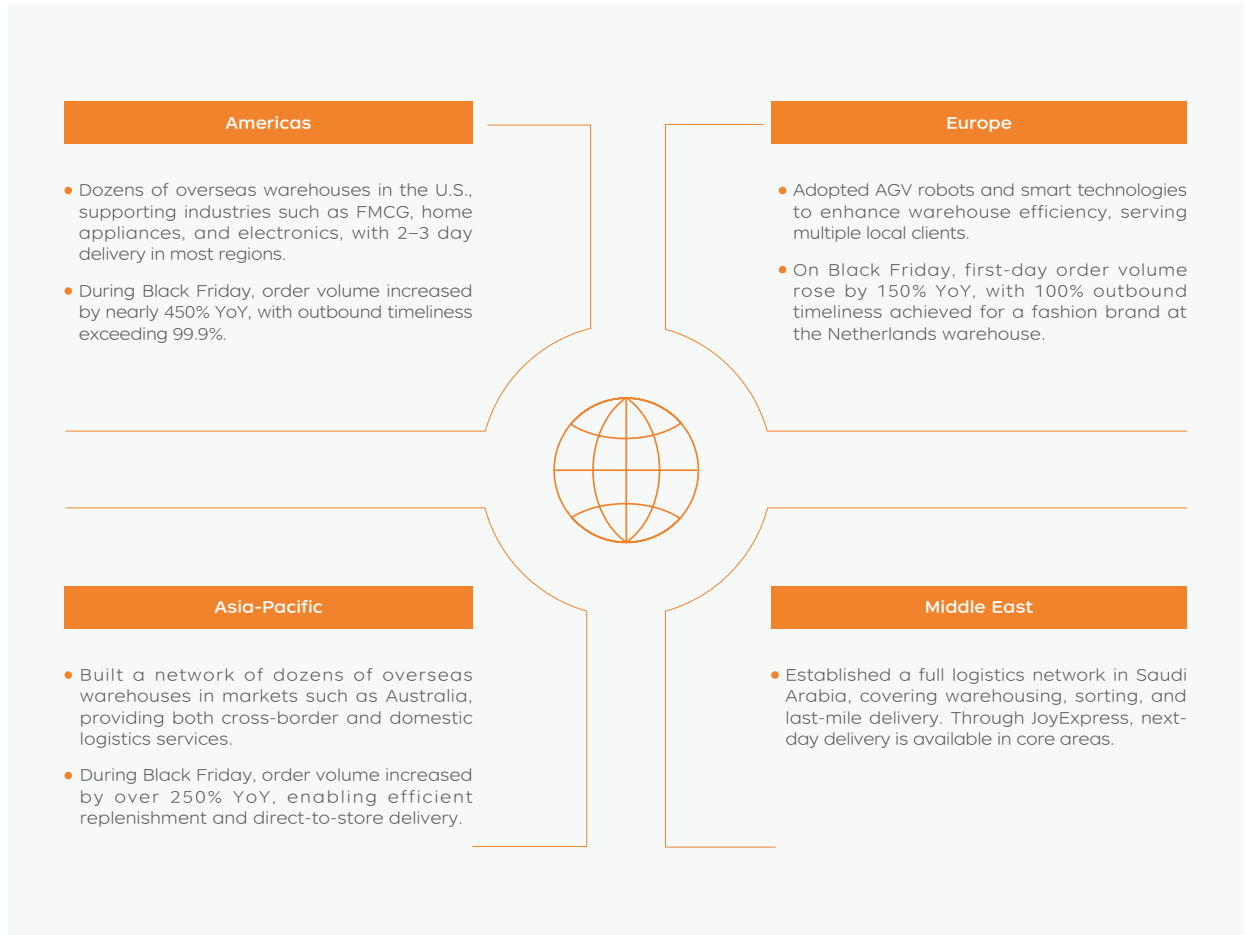 Americas
• Dozens of overseas warehouses in the U.S.,
supporting industries such as FMCG, home
appliances, and electronics, with 2–3 day
delivery in most regions.
• During Black Friday, order volume increased
by nearly 450% YoY, with outbound timeliness
exceeding 99.9%.
Europe
• Adopted AGV robots and smart technologies
to enhance warehouse efficiency, serving
multiple local clients.
• On Black Friday, first-day order volume
rose by 150% YoY, with 100% outbound
timeliness achieved for a fashion brand at
the Netherlands warehouse.
Asia-Pacific
• Built a network of dozens of overseas
warehouses in markets such as Australia,
providing both cross-border and domestic
logistics services.
• During Black Friday, order volume increased
by over 250% YoY, enabling efficient
replenishment and direct-to-store delivery.
Middle East
• Established a full logistics network in Saudi
Arabia, covering warehousing, sorting, and
last-mile delivery. Through JoyExpress, next-
day delivery is available in core areas.